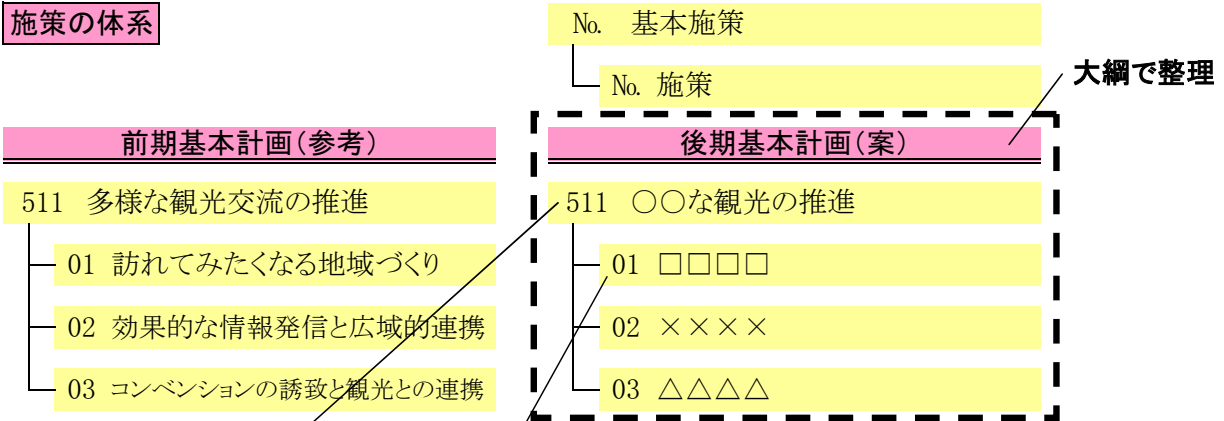 施策の体系
No. 基本施策
No. 施策
大綱で整理
前期基本計画(参考)
後期基本計画(案)
511 多様な観光交流の推進
511 ○○な観光の推進
01 訪れてみたくなる地域づくり
01 □□□□
02 効果的な情報発信と広域的連携
02 ××××
03 コンベンションの誘致と観光との連携
03 △△△△